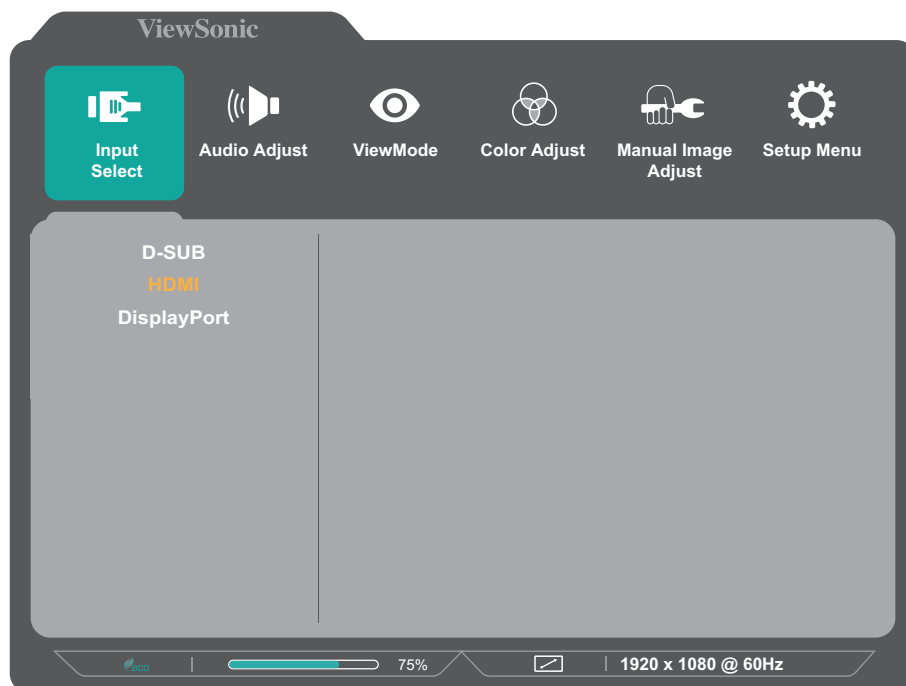 ViewSonic
Input
Select
Audio Adjust
ViewMode
Color Adjust
Manual Image
Adjust
Setup Menu
D-SUB
HDMI
DisplayPort
eco
75%
1920 x 1080 @ 60Hz